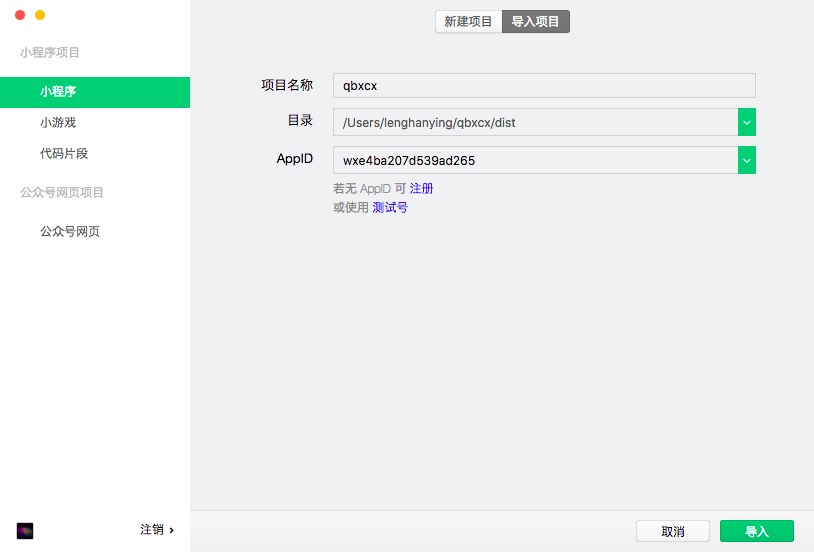 新建项目 导入项目
小程序项目
小程序
小游戏
代码片段
公众号网页项目
公众号网页
项目名称 qbxcx
目录 /Users/lenghanying/qbxcx/dist
AppID wxe4ba207d539ad265
若无 AppID 可 注册
或使用 测试号
注销
取消 导入